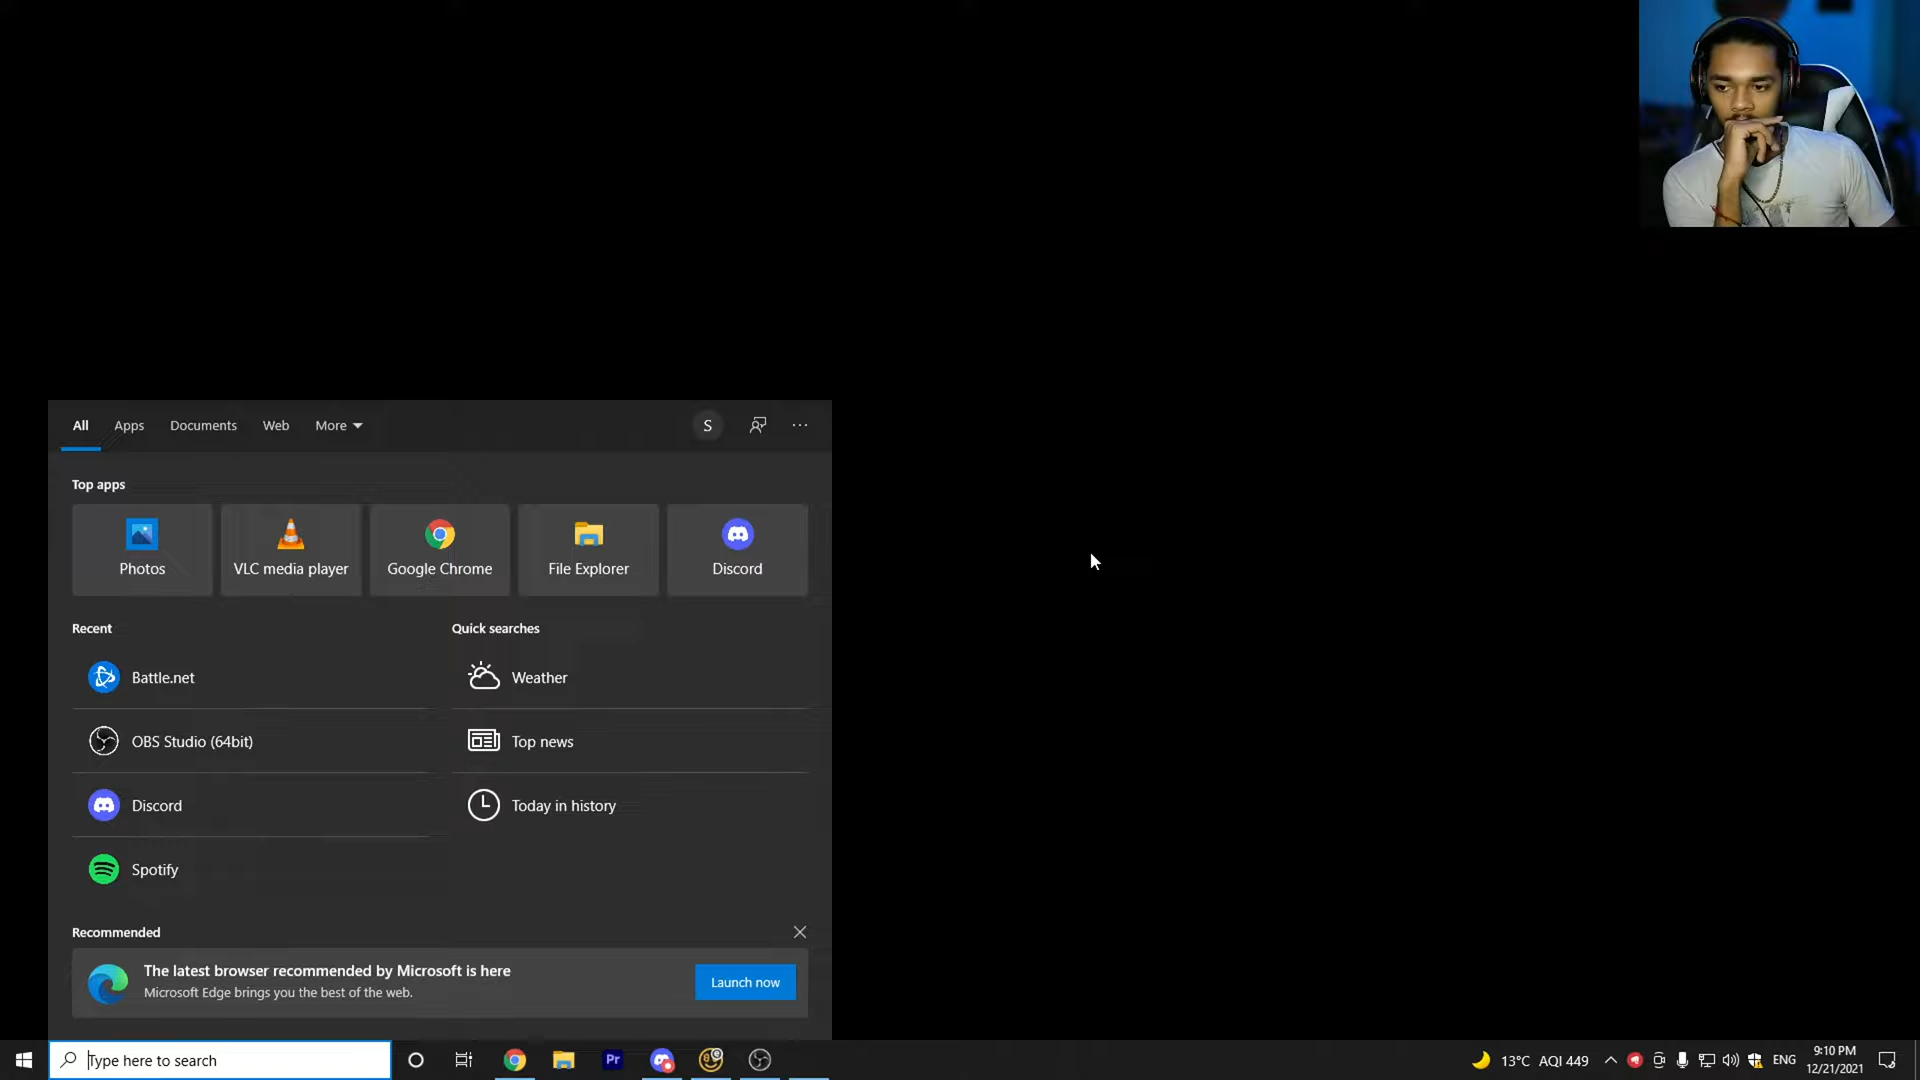 All Apps Documents Web More S ...
Top apps
Photos VLC media player Google Chrome File Explorer Discord
Recent
Battle.net
OBS Studio (64bit)
Discord
Spotify
Quick searches
Weather
Top news
Today in history
Recommended
The latest browser recommended by Microsoft is here
Microsoft Edge brings you the best of the web.
Launch now
Type here to search
Pr
13°C AQI 449
ENG
9:10 PM
12/21/2021